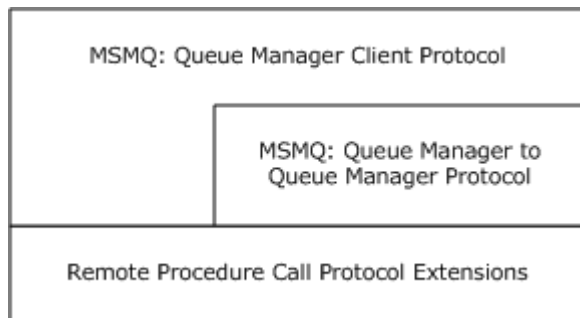 MSMQ: Queue Manager Client Protocol
MSMQ: Queue Manager to
Queue Manager Protocol
Remote Procedure Call Protocol Extensions